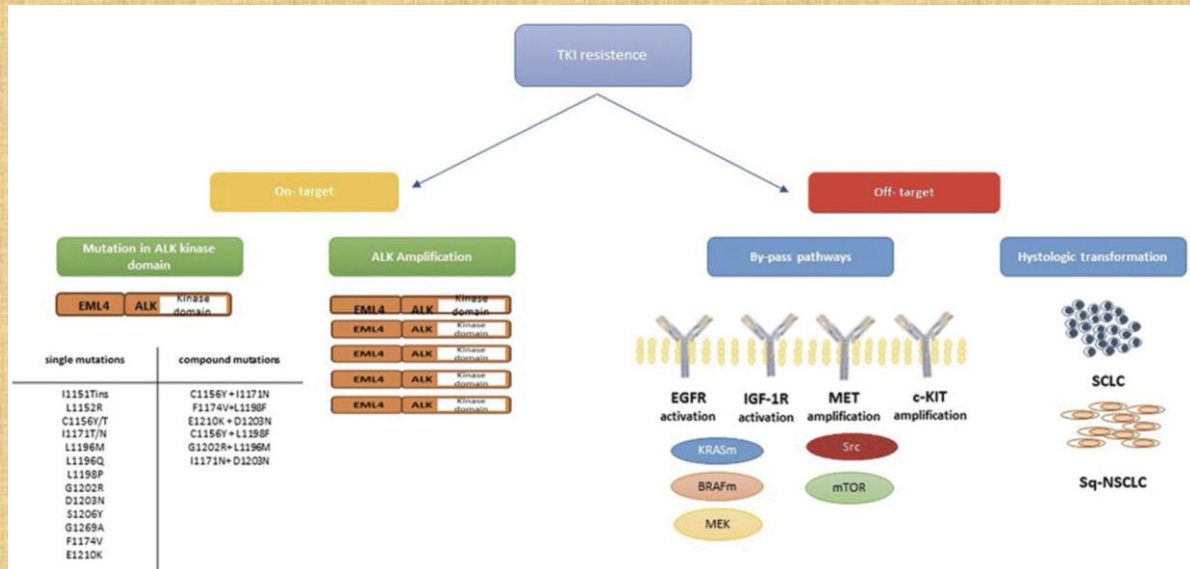 TKI resistence
On- target
Off- target
Mutation in ALK kinase
domain
ALK Amplification
By-pass pathways
Hystologic transformation
EML4 ALK Kinase
domain
single mutations
I1151Tins
L1152R
C1156Y/T
I1171T/N
L1196M
L1196Q
L1198P
G1202R
D1203N
S1206Y
G1269A
F1174V
E1210K
compound mutations
C1156Y+I1171N
F1174V+L1198F
E1210K + D1203N
C1156Y + L1198F
G1202R+L1196M
I1171N+D1203N
EML4 ALK Kinase
domain
EML4 ALK Kinase
domain
EML4 ALK Kinase
domain
EML4 ALK Kinase
domain
EML4 ALK Kinase
domain
EGFR
activation
IGF-1R
activation
MET
amplification
c-KIT
amplification
KRASm
BRAFm
MEK
Src
mTOR
SCLC
Sq-NSCLC